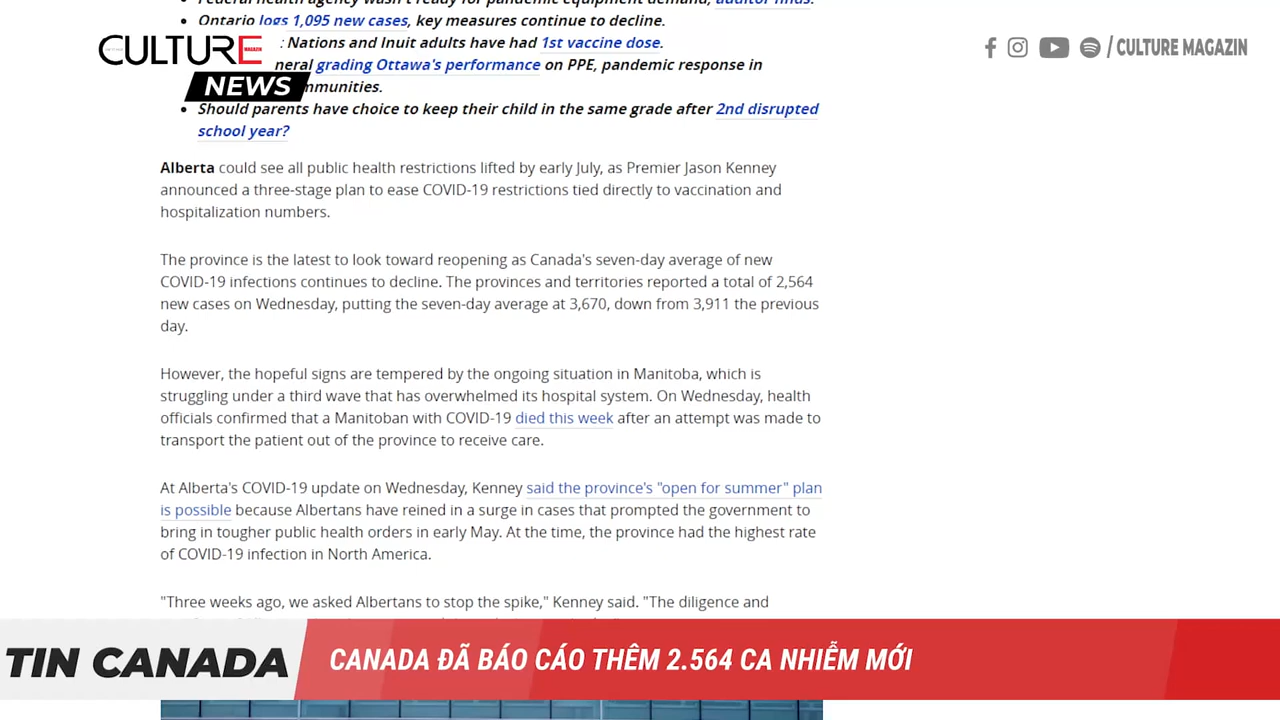 Federal health agency wasn't ready for pandemic equipment demand, auditor finds.
Ontario logs 1,095 new cases, key measures continue to decline.
: Nations and Inuit adults have had 1st vaccine dose.
neral grading Ottawa's performance on PPE, pandemic response in
mmunities.
Should parents have choice to keep their child in the same grade after 2nd disrupted
school year?
CULTURE
MAGAZIN
NEWS
/ CULTURE MAGAZIN
Alberta could see all public health restrictions lifted by early July, as Premier Jason Kenney
announced a three-stage plan to ease COVID-19 restrictions tied directly to vaccination and
hospitalization numbers.
The province is the latest to look toward reopening as Canada's seven-day average of new
COVID-19 infections continues to decline. The provinces and territories reported a total of 2,564
new cases on Wednesday, putting the seven-day average at 3,670, down from 3,911 the previous
day.
However, the hopeful signs are tempered by the ongoing situation in Manitoba, which is
struggling under a third wave that has overwhelmed its hospital system. On Wednesday, health
officials confirmed that a Manitoban with COVID-19 died this week after an attempt was made to
transport the patient out of the province to receive care.
At Alberta's COVID-19 update on Wednesday, Kenney said the province's "open for summer" plan
is possible because Albertans have reined in a surge in cases that prompted the government to
bring in tougher public health orders in early May. At the time, the province had the highest rate
of COVID-19 infection in North America.
"Three weeks ago, we asked Albertans to stop the spike," Kenney said. "The diligence and
TIN CANADA
CANADA ĐÃ BÁO CÁO THÊM 2.564 CA NHIỄM MỚI